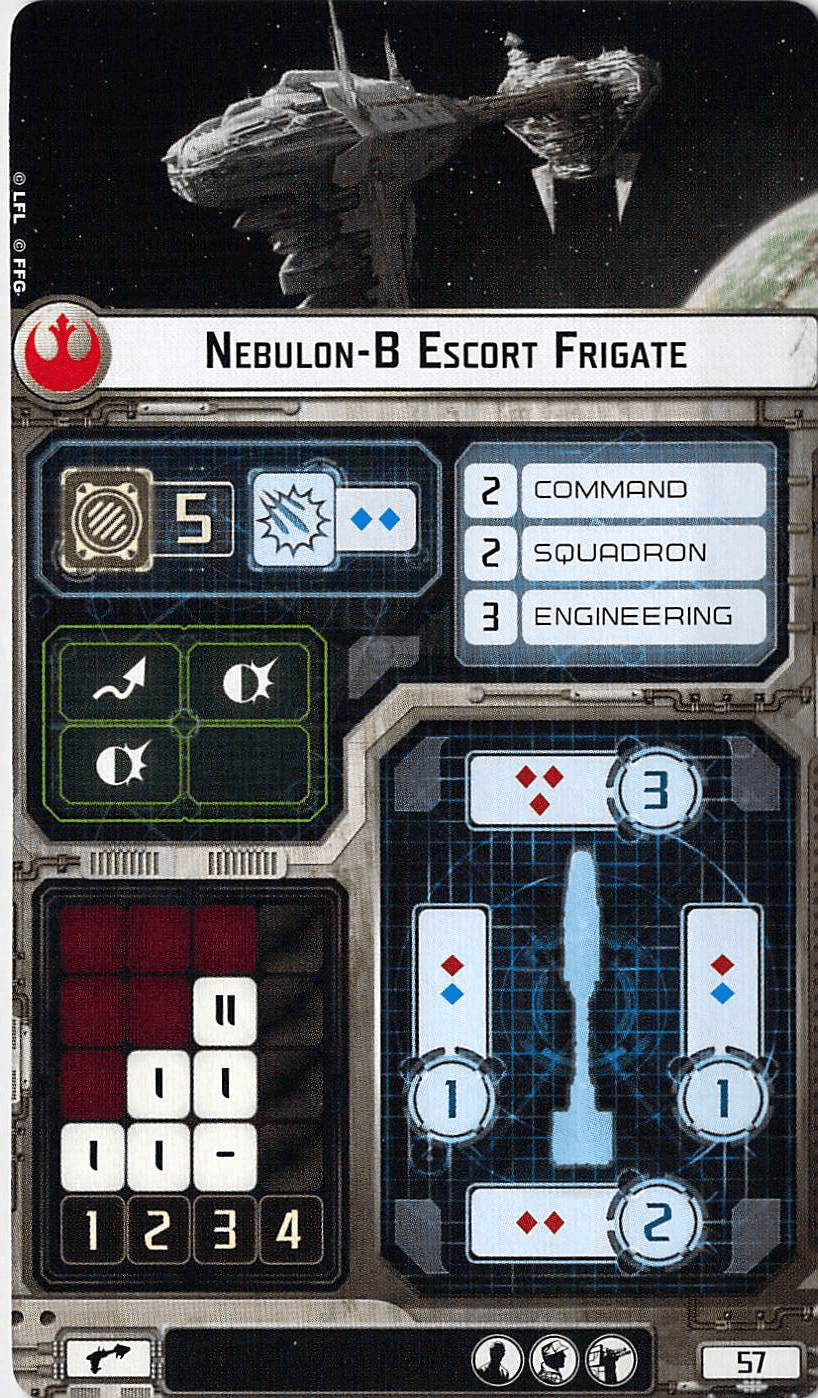 © LFL © FFG
NEBULON-B ESCORT FRIGATE
5
2 COMMAND
2 SQUADRON
3 ENGINEERING
3
II
I I
I I -
1 2 3 4
1 1
2
57